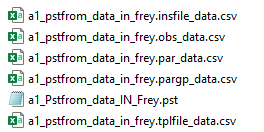 a1_pstfrom_data_in_frey.insfile_data.csv
a1_pstfrom_data_in_frey.obs_data.csv
a1_pstfrom_data_in_frey.par_data.csv
a1_pstfrom_data_in_frey.pargp_data.csv
a1_Pstfrom_data_IN_Frey.pst
a1_pstfrom_data_in_frey.tplfile_data.csv